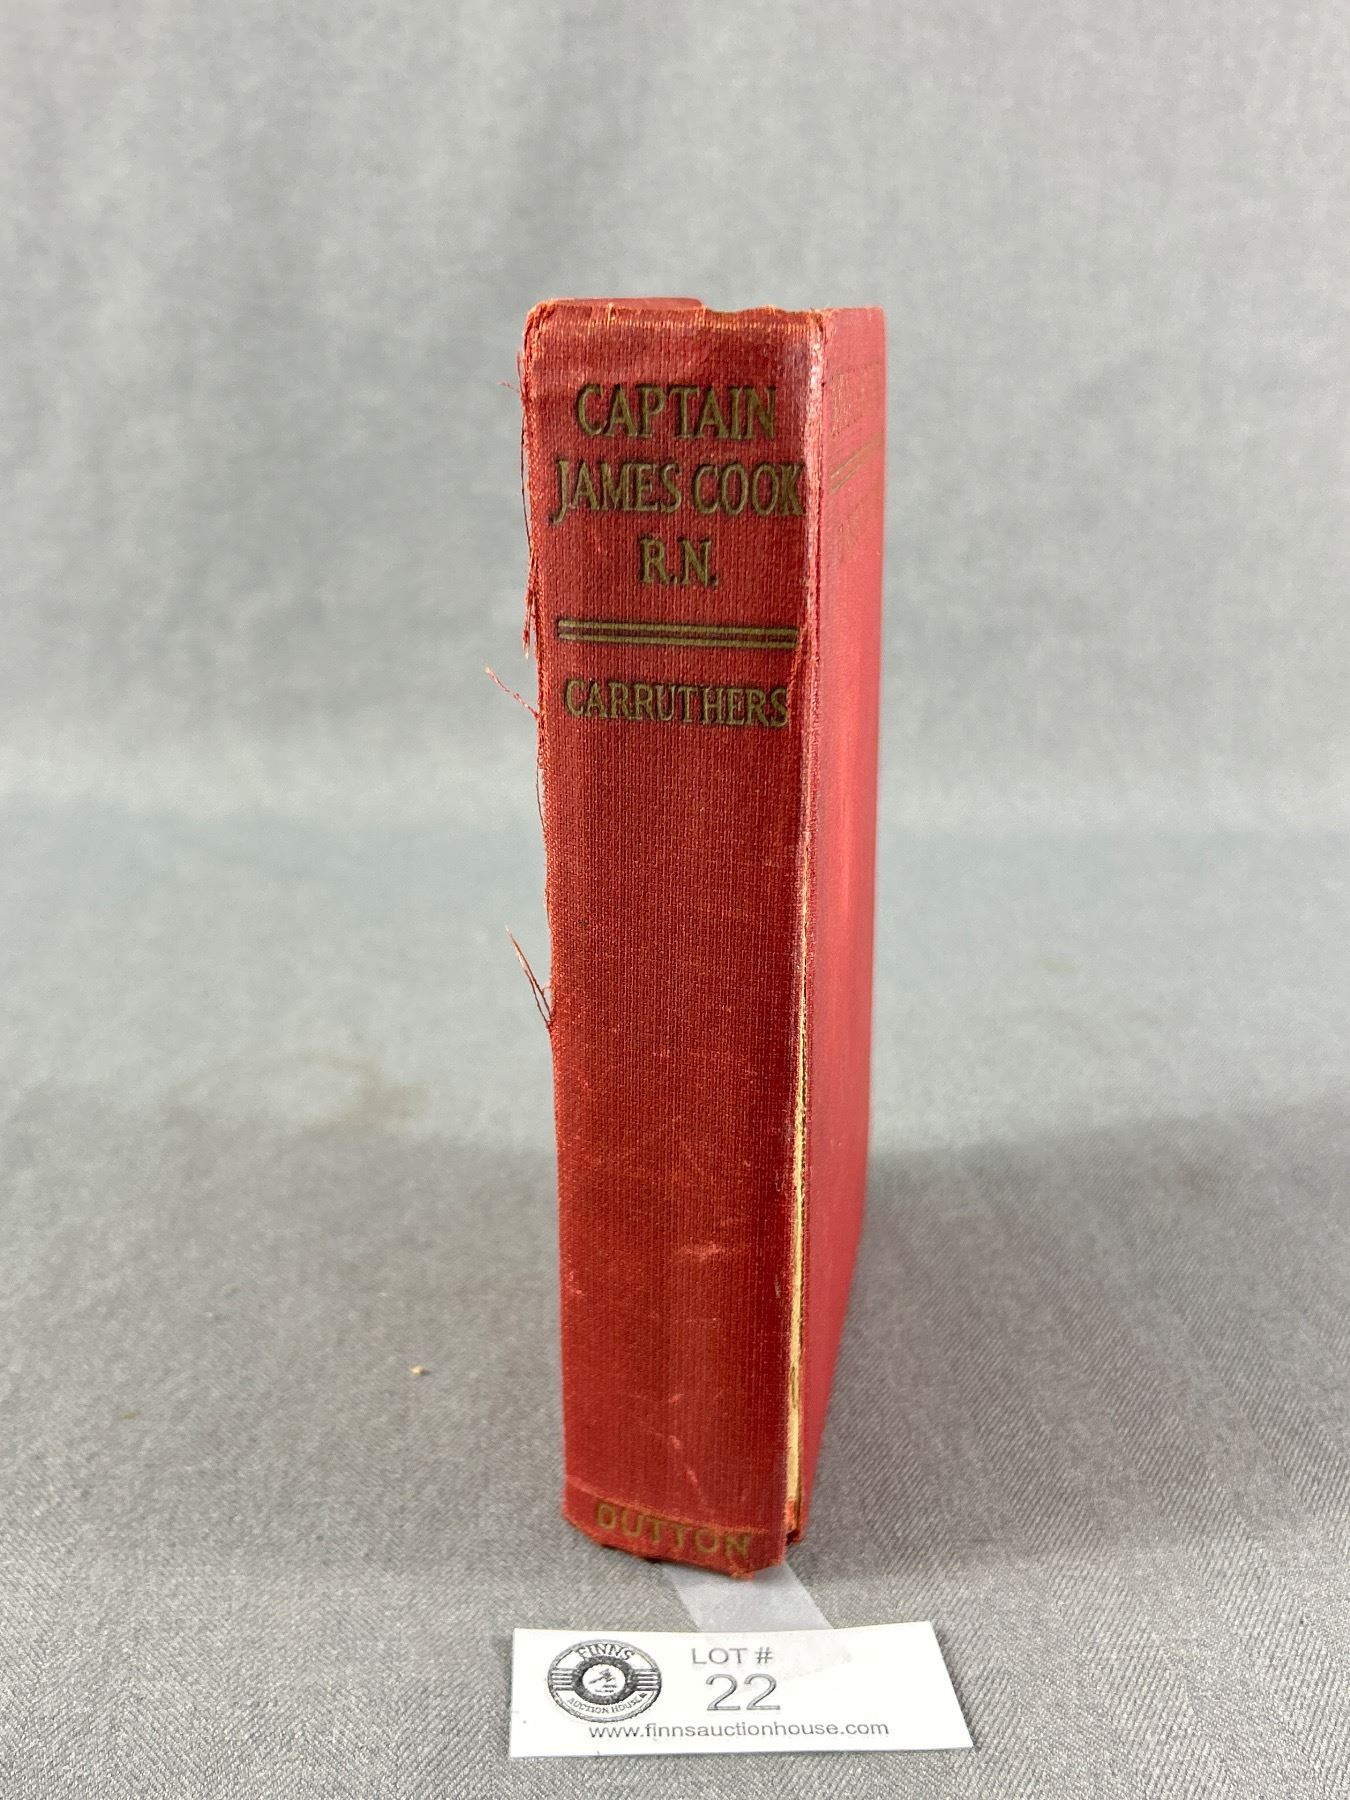 CAPTAIN
JAMES COOK
R.N.
CARRUTHERS
DUTTON
FINNS
AUCTION HOUSE
LOT #
22
www.finnsauctionhouse.com